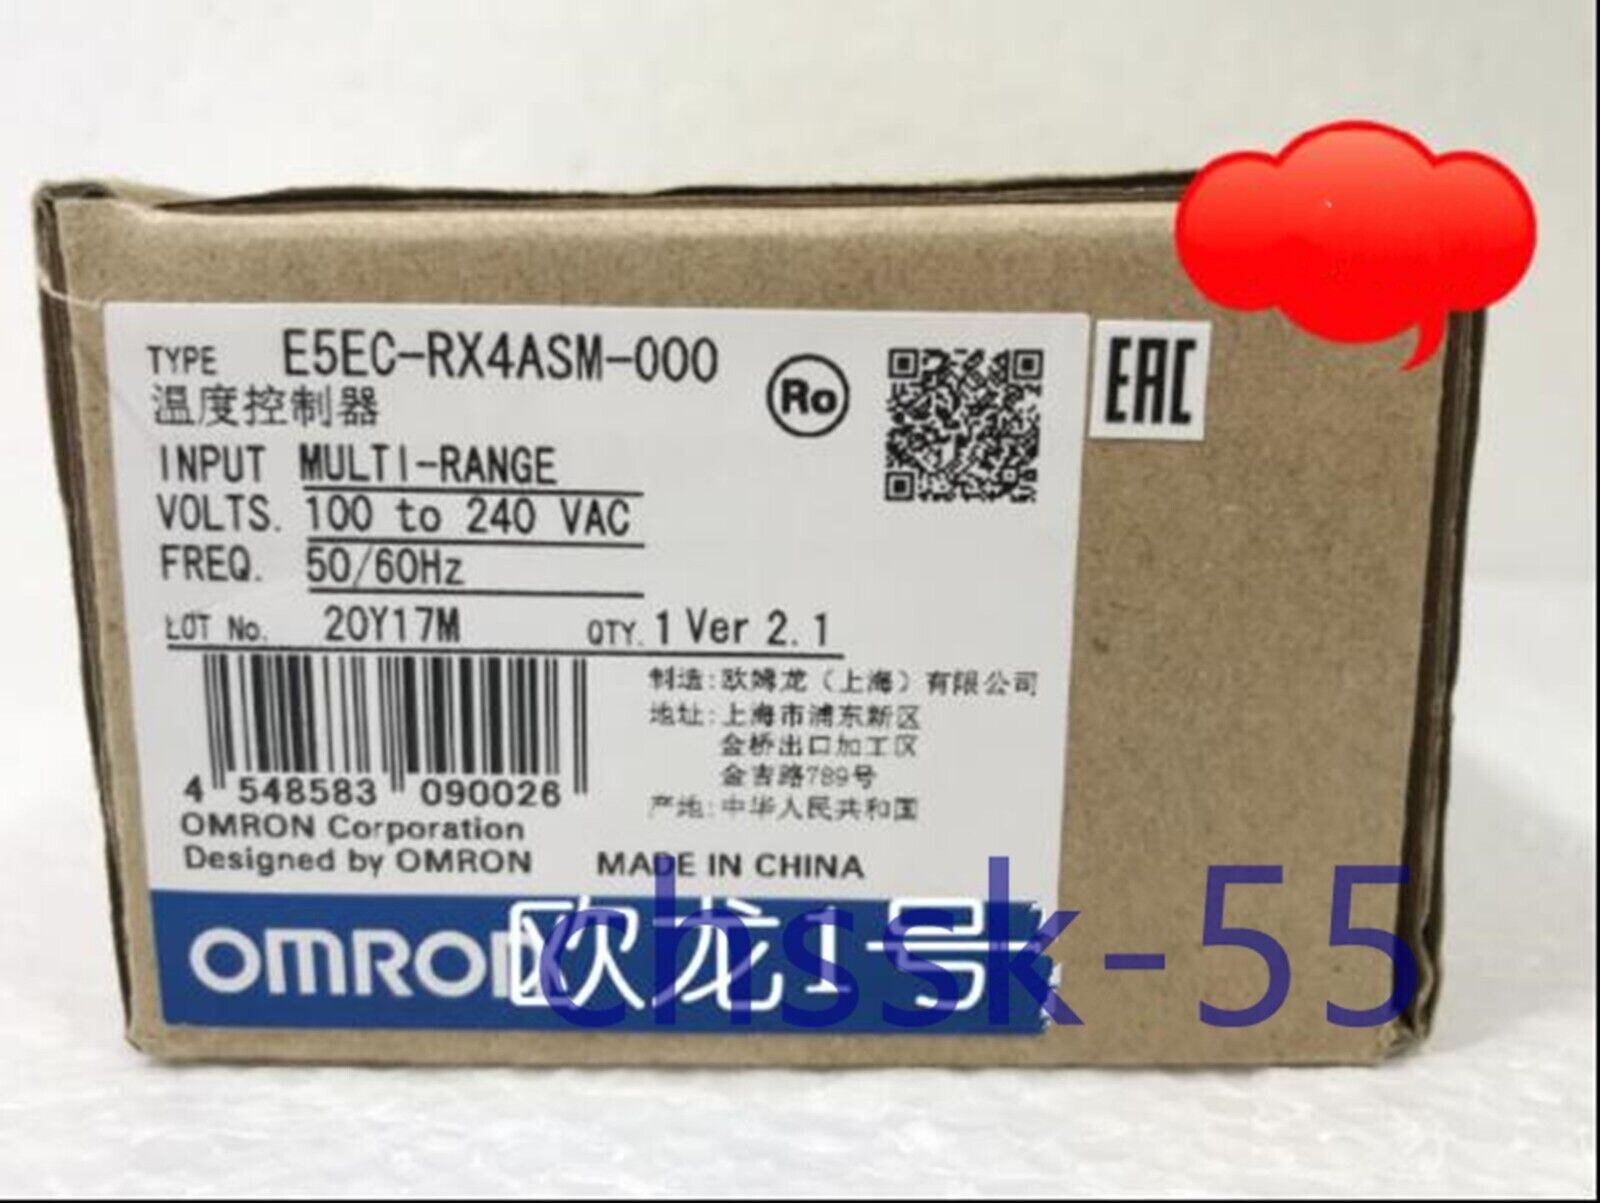 TYPE E5EC-RX4ASM-000
温度控制器
Ro
EAC
INPUT MULTI-RANGE
VOLTS. 100 to 240 VAC
FREQ. 50/60Hz
LOT No. 20Y17M QTY. 1 Ver 2.1
制造:欧姆龙(上海)有限公司
地址:上海市浦东新区
金桥出口加工区
金吉路789号
产地:中华人民共和国
4 548583 090026
OMRON Corporation
Designed by OMRON MADE IN CHINA
OMRON
欧龙1号
chssk-55